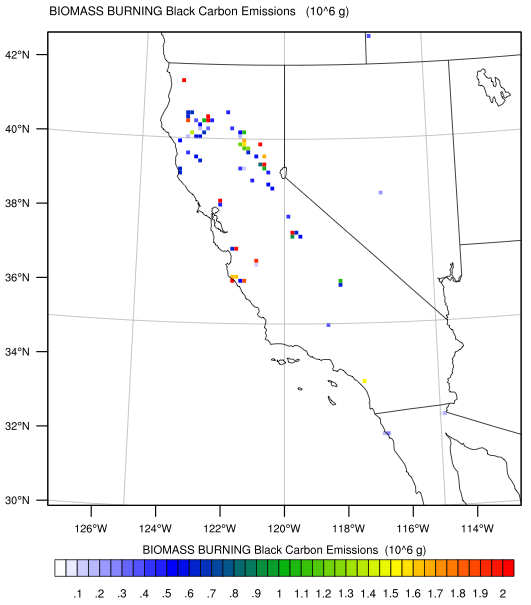 BIOMASS BURNING Black Carbon Emissions (10^6 g)
42°N
40°N
38°N
36°N
34°N
32°N
30°N
126°W 124°W 122°W 120°W 118°W 116°W 114°W
BIOMASS BURNING Black Carbon Emissions (10^6 g)
.1 .2 .3 .4 .5 .6 .7 .8 .9 1 1.1 1.2 1.3 1.4 1.5 1.6 1.7 1.8 1.9 2